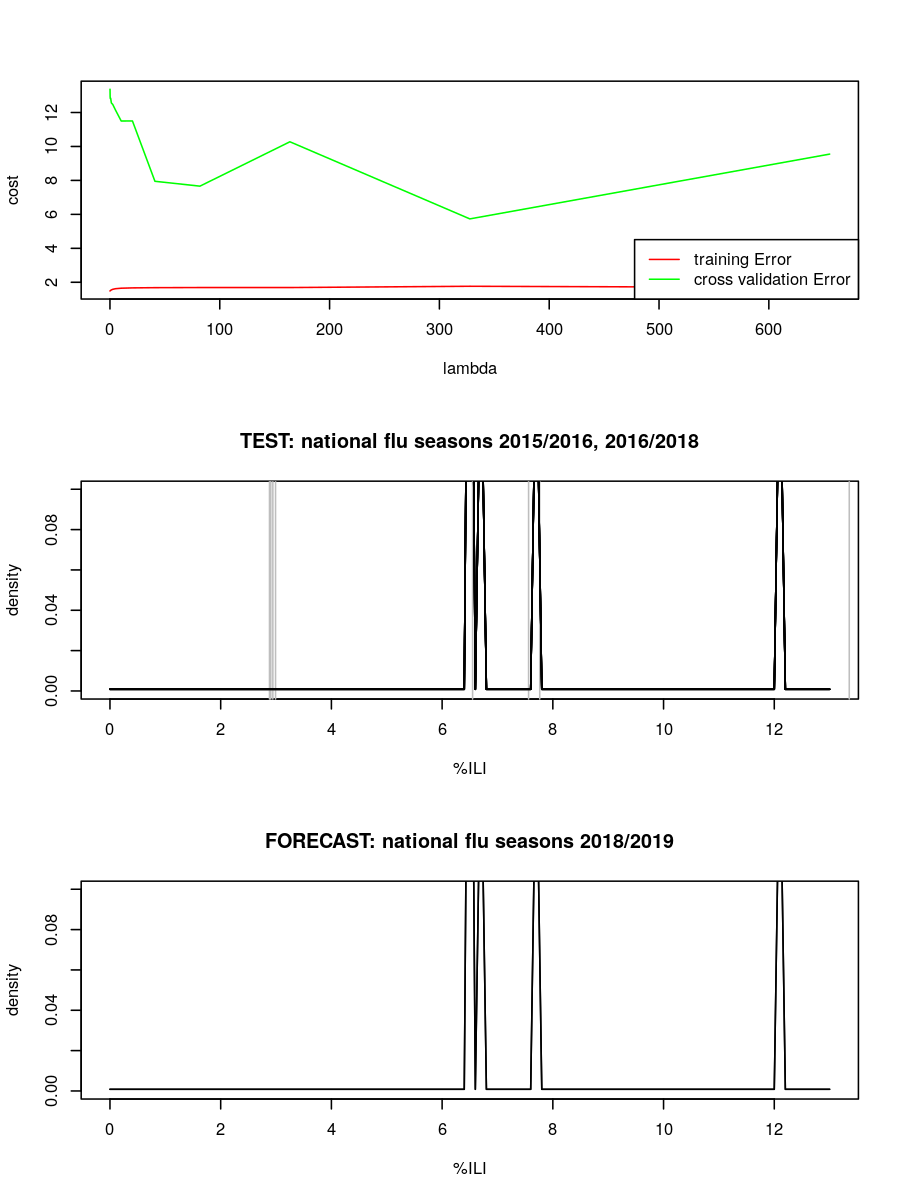 cost
12
10
8
6
4
2
training Error
cross validation Error
0 100 200 300 400 500 600
lambda
TEST: national flu seasons 2015/2016, 2016/2018
density
0.08
0.04
0.00
0 2 4 6 8 10 12
%ILI
FORECAST: national flu seasons 2018/2019
density
0.08
0.04
0.00
0 2 4 6 8 10 12
%ILI